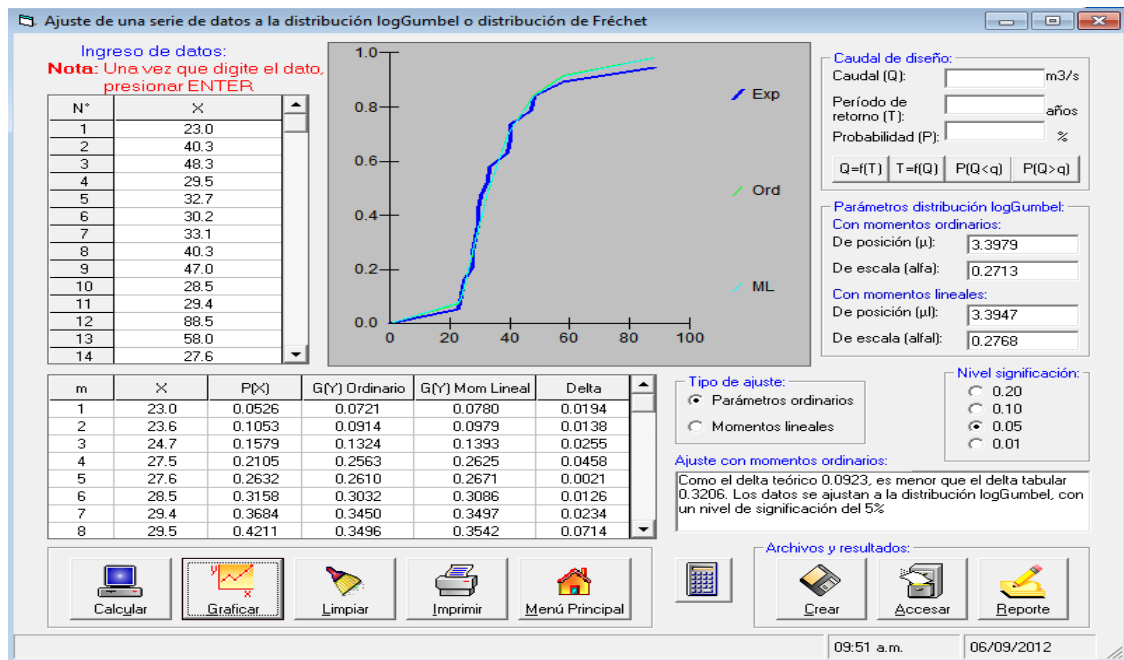 Ajuste de una serie de datos a la distribución logGumbel o distribución de Fréchet
Ingreso de datos:
Nota: Una vez que digite el dato,
presionar ENTER
N° X
1 23.0
2 40.3
3 48.3
4 29.5
5 32.7
6 30.2
7 33.1
8 40.3
9 47.0
10 28.5
11 29.4
12 88.5
13 58.0
14 27.6
1.0
0.8
0.6
0.4
0.2
0.0
0 20 40 60 80 100
Exp
Ord
ML
Caudal de diseño:
Caudal (Q): m3/s
Período de
retorno (T): años
Probabilidad (P): %
Q=f(T) T=f(Q) P(Q<q) P(Q>q)
Parámetros distribución logGumbel:
Con momentos ordinarios:
De posición (µ): 3.3979
De escala (alfa): 0.2713
Con momentos lineales:
De posición (µl): 3.3947
De escala (alfal): 0.2768
m X P(X) G(Y) Ordinario G(Y) Mom Lineal Delta
1 23.0 0.0526 0.0721 0.0780 0.0194
2 23.6 0.1053 0.0914 0.0979 0.0138
3 24.7 0.1579 0.1324 0.1393 0.0255
4 27.5 0.2105 0.2563 0.2625 0.0458
5 27.6 0.2632 0.2610 0.2671 0.0021
6 28.5 0.3158 0.3032 0.3086 0.0126
7 29.4 0.3684 0.3450 0.3497 0.0234
8 29.5 0.4211 0.3496 0.3542 0.0714
Tipo de ajuste:
Parámetros ordinarios
Momentos lineales
Nivel significación:
0.20
0.10
0.05
0.01
Ajuste con momentos ordinarios:
Como el delta teórico 0.0923, es menor que el delta tabular
0.3206. Los datos se ajustan a la distribución logGumbel, con
un nivel de significación del 5%
Calcular Graficar Limpiar Imprimir Menú Principal
Archivos y resultados:
Crear Accesar Reporte
09:51 a.m. 06/09/2012